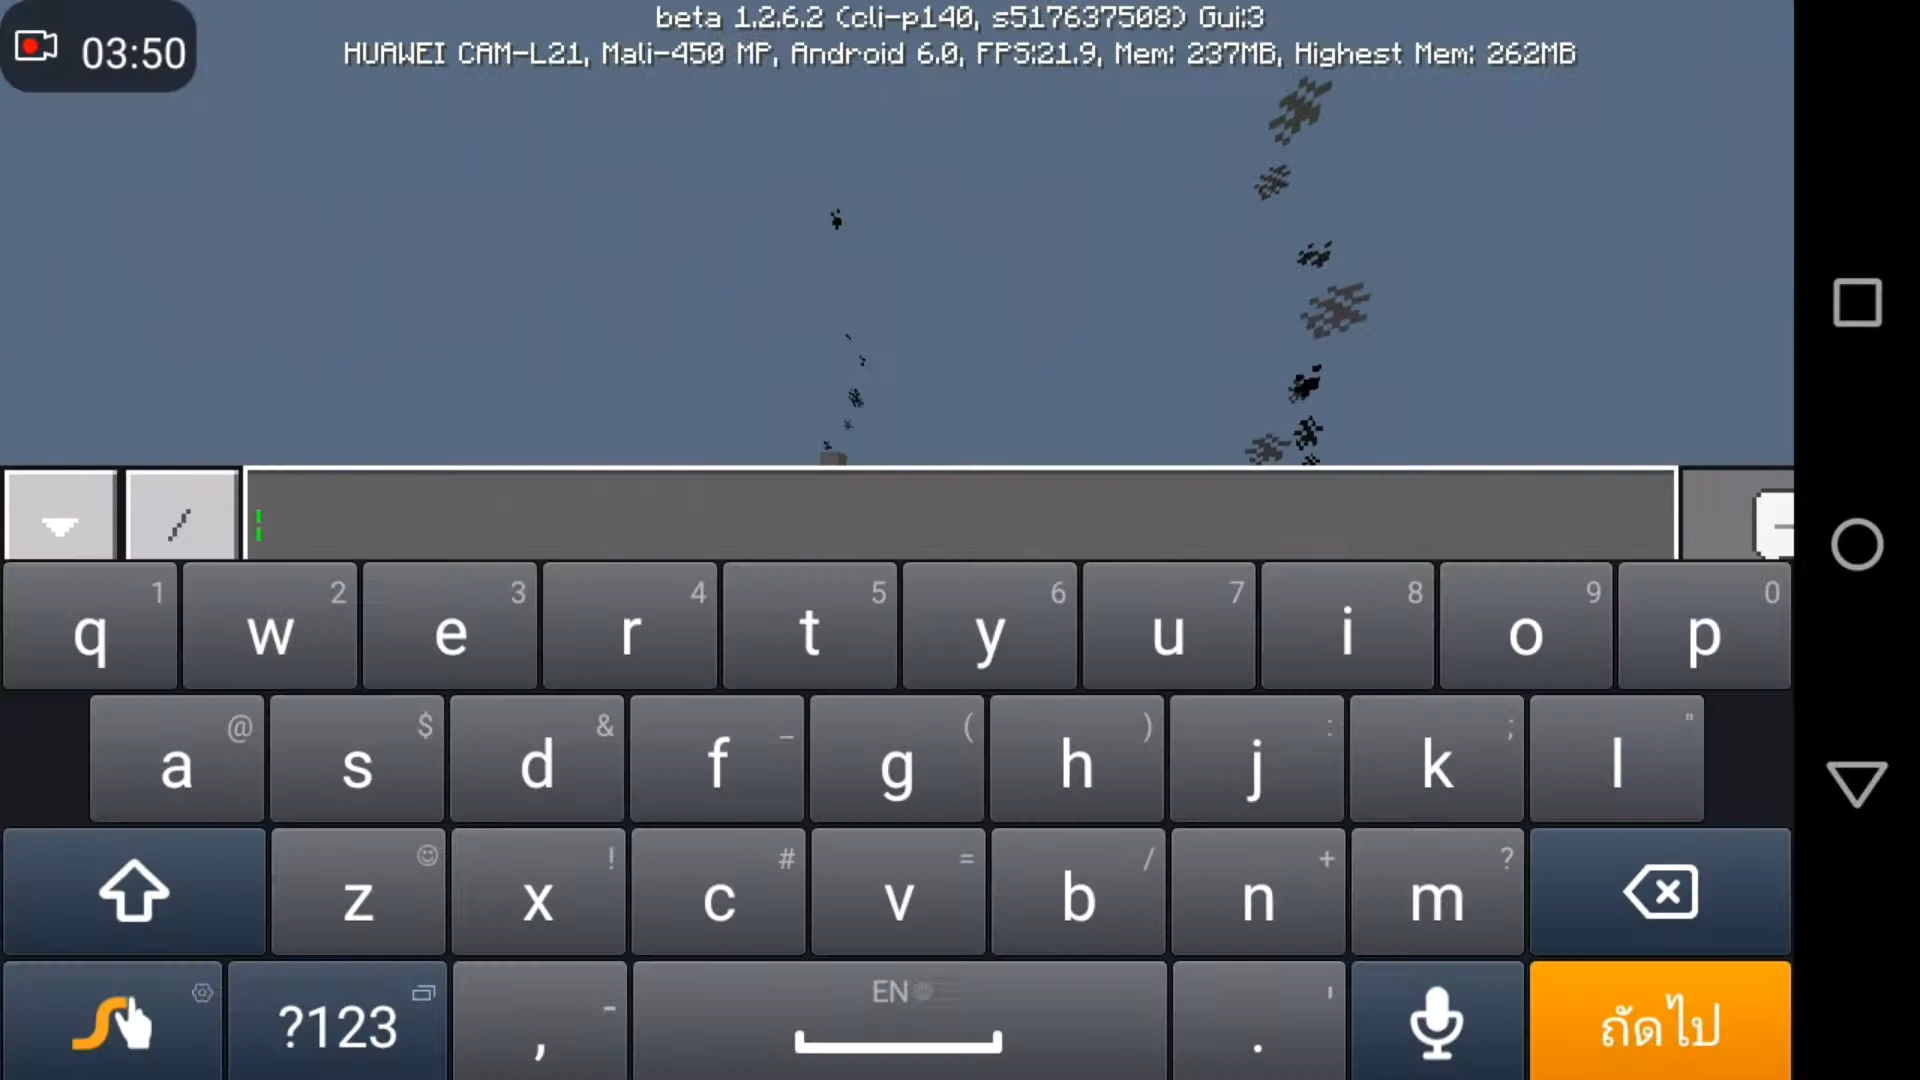 beta 1.2.6.2 (cli-p140, s517637508) Gui:3
03:50
HUAWEI CAM-L21, Mali-450 MP, Android 6.0, FPS:21.9, Mem: 237MB, Highest Mem: 262MB
/
1 2 3 4 5 6 7 8 9 0
q w e r t y u i o p
@ $ & _ ( ) : ; "
a s d f g h j k l
! # = / + ?
z x c v b n m
EN
- '
?123 , . ถัดไป